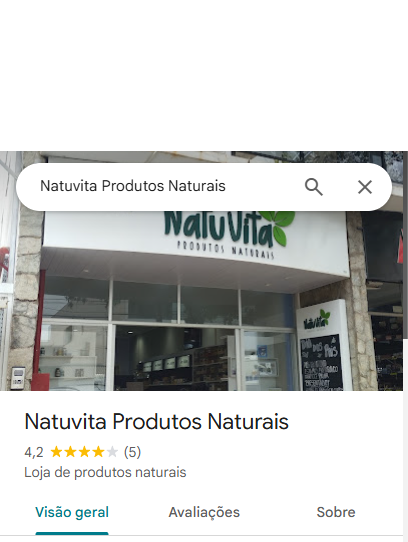 Natuvita Produtos Naturais
NatuVita
PRODUTOS NATURAIS
NatuVita
Natuvita Produtos Naturais
4,2 (5)
Loja de produtos naturais
Visão geral Avaliações Sobre